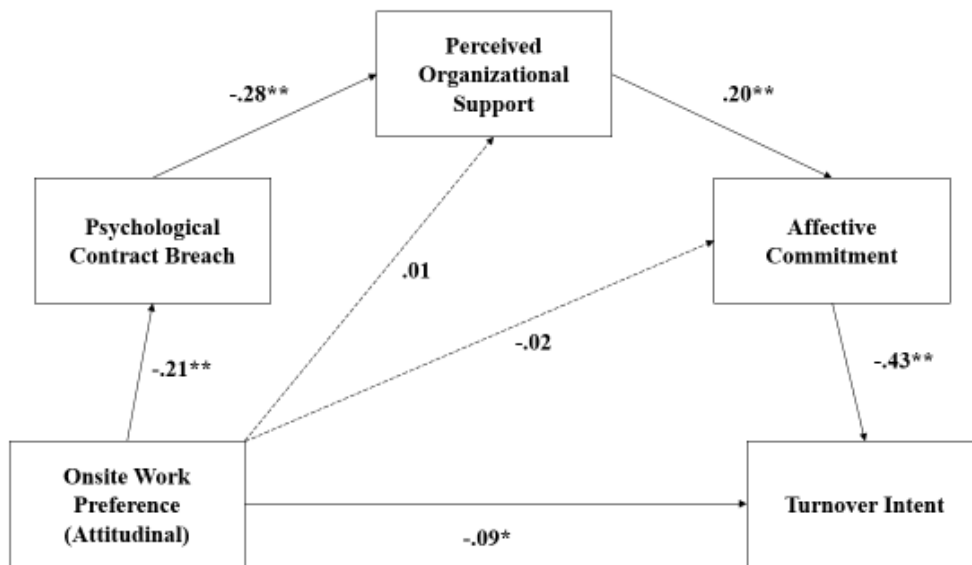 Perceived
Organizational
Support
-.28**
.20**
Psychological
Contract Breach
Affective
Commitment
.01
-.02
-.21**
-.43**
Onsite Work
Preference
(Attitudinal)
Turnover Intent
-.09*